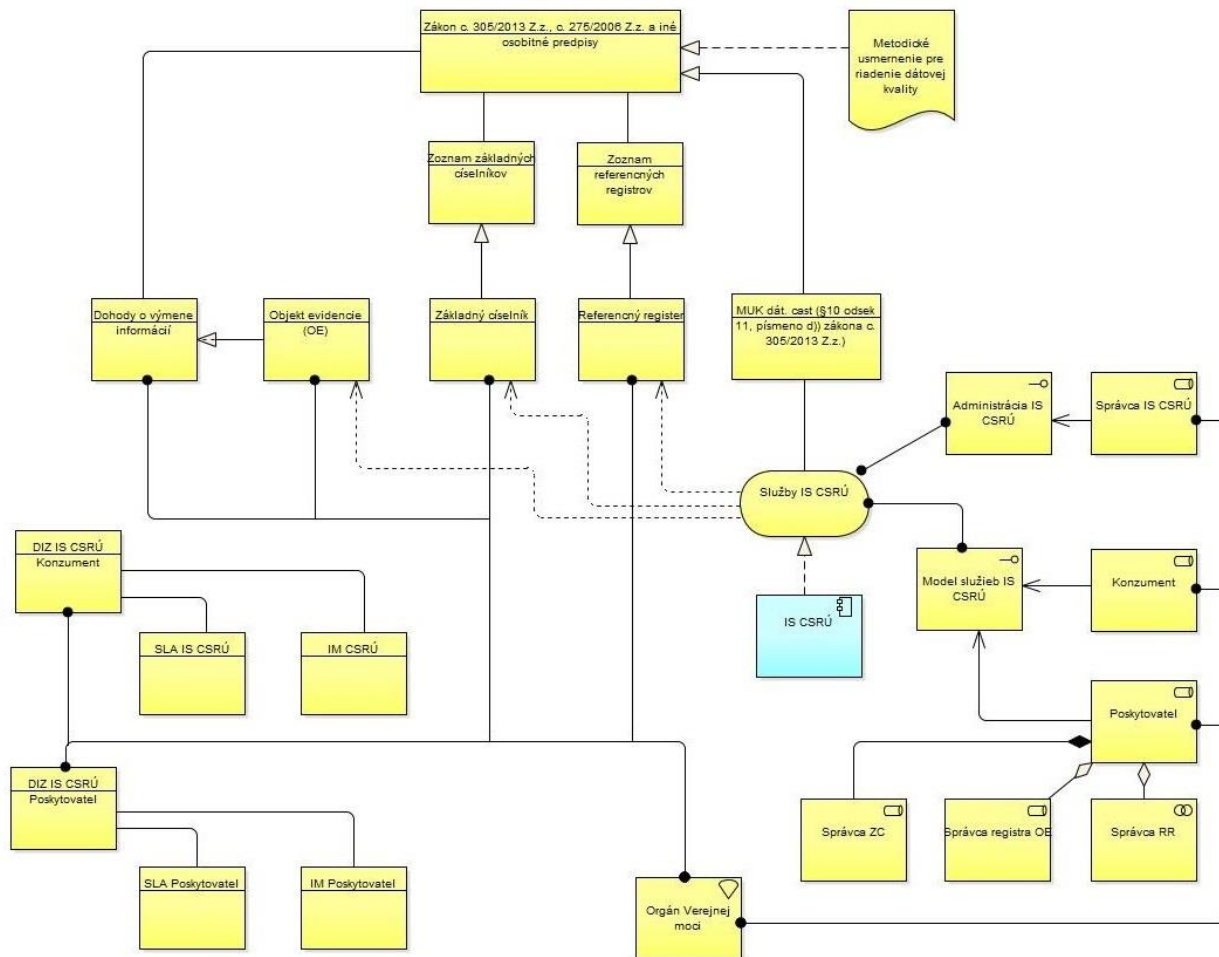 Zákon c. 305/2013 Z.z., c. 275/2006 Z.z. a iné
osobitné predpisy
Metodické
usmernenie pre
riadenie dátovej
kvality
Zoznam základných
císelníkov
Zoznam
referencných
registrov
Dohody o výmene
informácií
Objekt evidencie
(OE)
Základný císelník
Referencný register
MUK dát. cast (§10 odsek
11, písmeno d)) zákona c.
305/2013 Z.z.)
Administrácia IS
CSRÚ
Správca IS CSRÚ
Služby IS CSRÚ
DIZ IS CSRÚ
Konzument
Model služieb IS
CSRÚ
Konzument
IS CSRÚ
SLA IS CSRÚ
IM CSRÚ
Poskytovatel
DIZ IS CSRÚ
Poskytovatel
Správca ZC
Správca registra OE
Správca RR
SLA Poskytovatel
IM Poskytovatel
Orgán Verejnej
moci